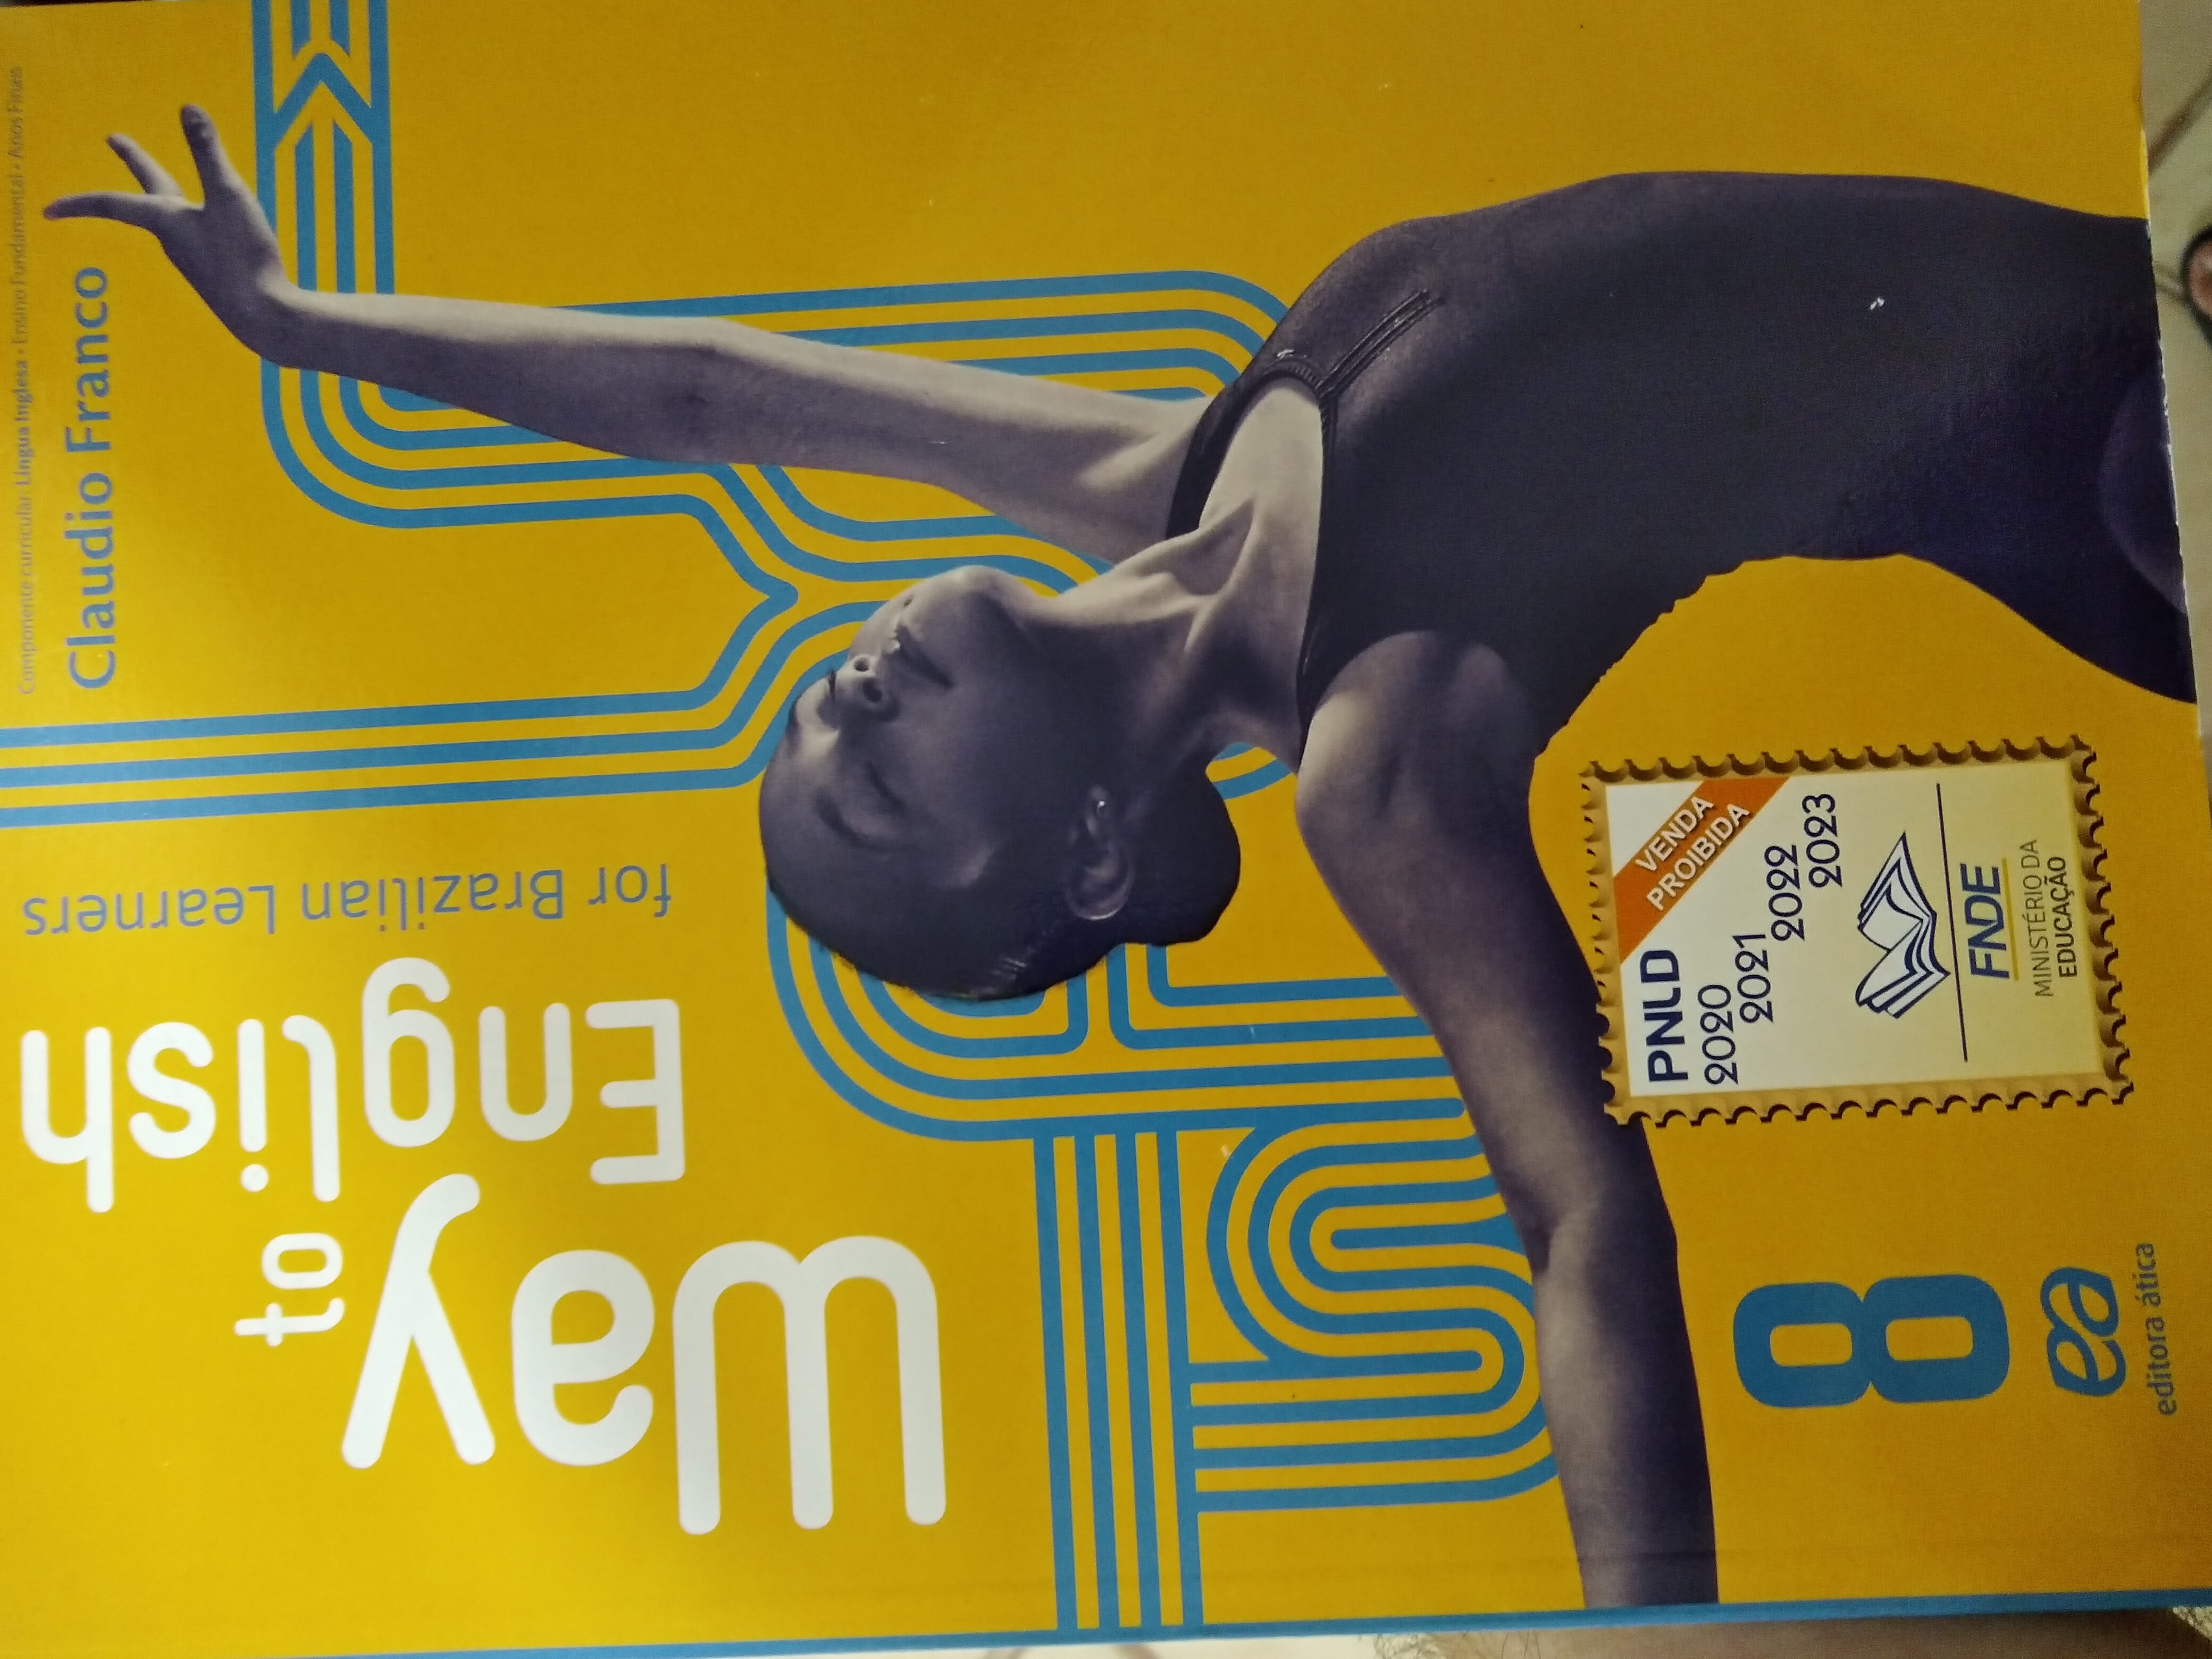 Componente curricular: Língua Inglesa • Ensino Fundamental • Anos Finais
Claudio Franco
Way to
English
for Brazilian Learners
PNLD
2020
2021
2022
2023
VENDA
PROIBIDA
FNDE
MINISTÉRIO DA
EDUCAÇÃO
8
ea
editora ática